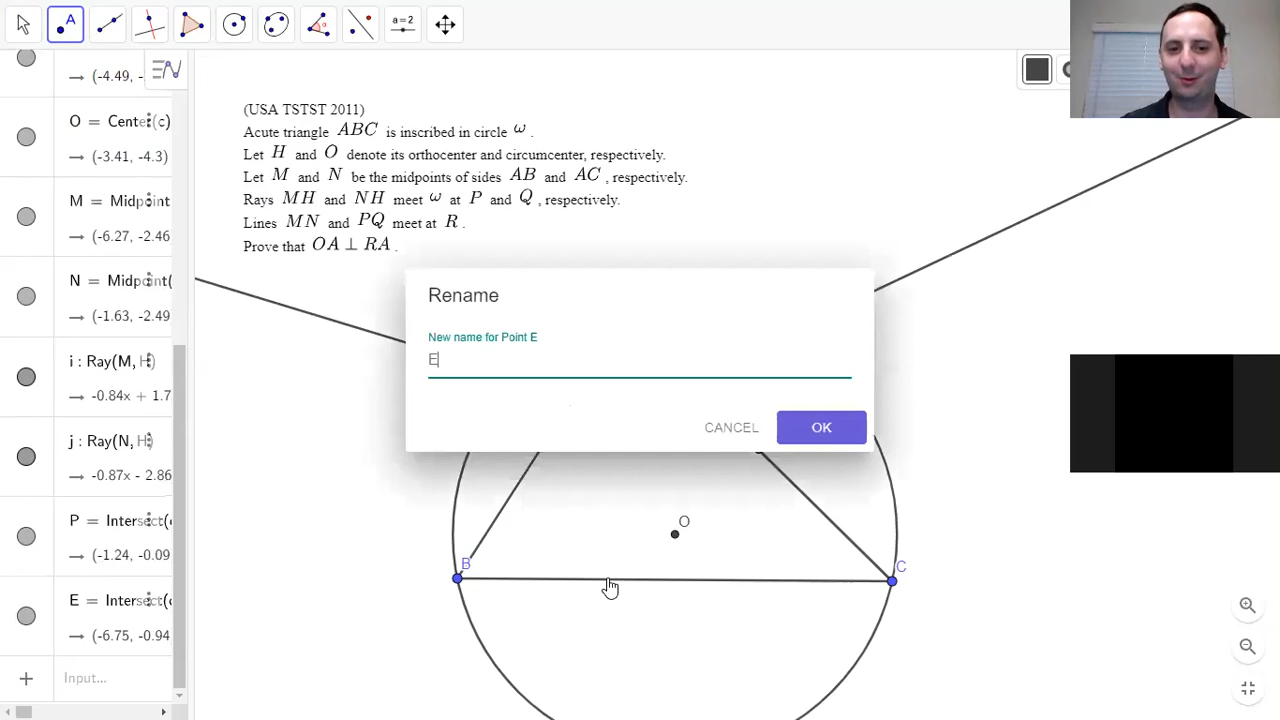 A
a=2
→ (-4.49, -
O = Center(c)
→ (-3.41, -4.3)
M = Midpoint
→ (-6.27, -2.46)
N = Midpoint(
→ (-1.63, -2.49)
i : Ray(M, H)
→ -0.84x + 1.7
j : Ray(N, H)
→ -0.87x - 2.86
P = Intersect(c
→ (-1.24, -0.09
E = Intersect(c
→ (-6.75, -0.94
+ Input...
(USA TSTST 2011)
Acute triangle ABC is inscribed in circle ω .
Let H and O denote its orthocenter and circumcenter, respectively.
Let M and N be the midpoints of sides AB and AC , respectively.
Rays MH and NH meet ω at P and Q , respectively.
Lines MN and PQ meet at R .
Prove that OA ⊥ RA .
Rename
New name for Point E
E
CANCEL OK
O
B
C